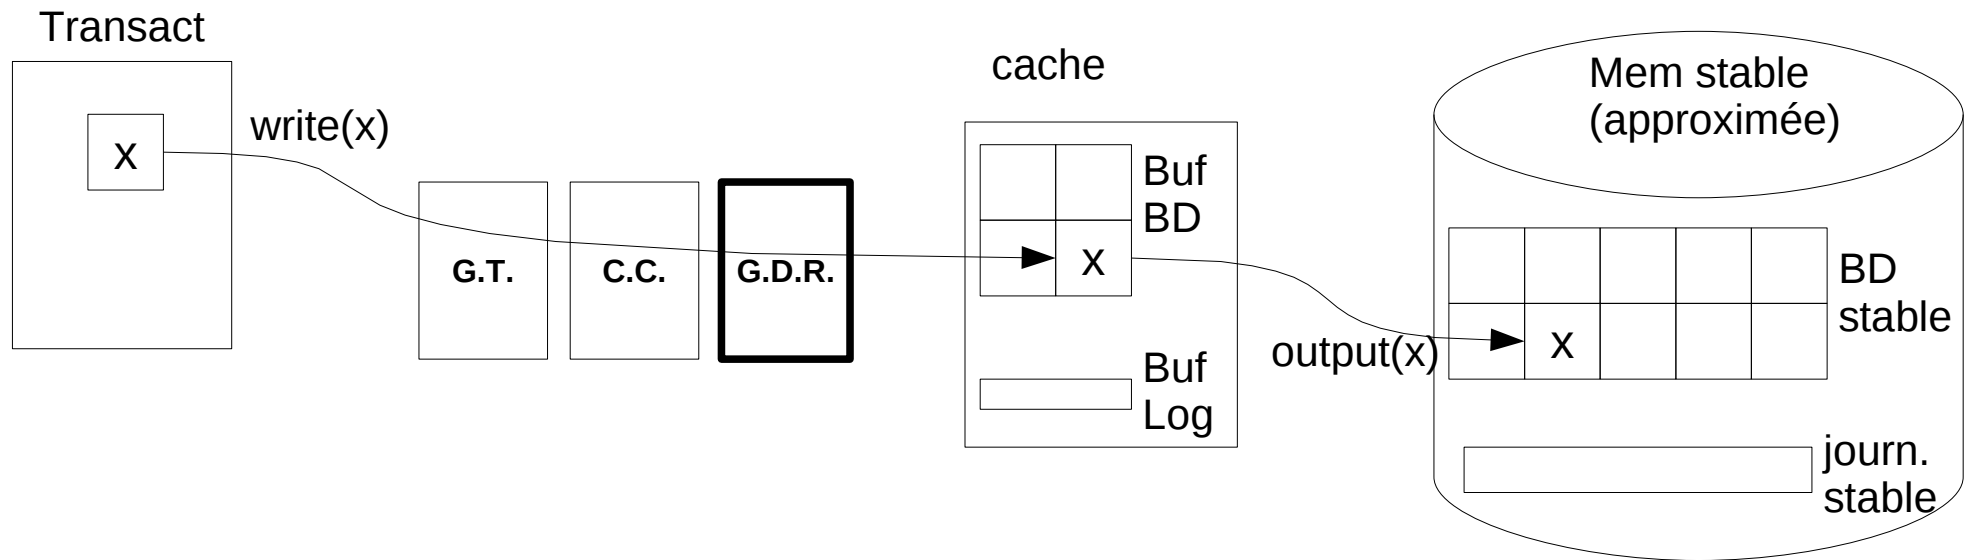 Transact
x
write(x)
G.T.
C.C.
G.D.R.
cache
Buf
BD
x
Buf
Log
output(x)
Mem stable
(approximée)
x
BD
stable
journ.
stable